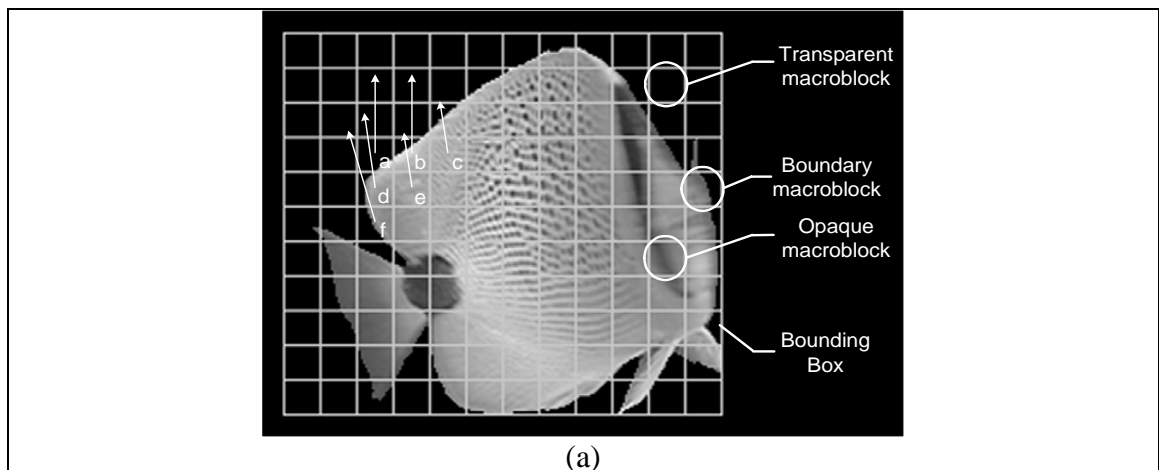 Transparent
macroblock
a b c
Boundary
macroblock
d e
f
Opaque
macroblock
Bounding
Box
(a)